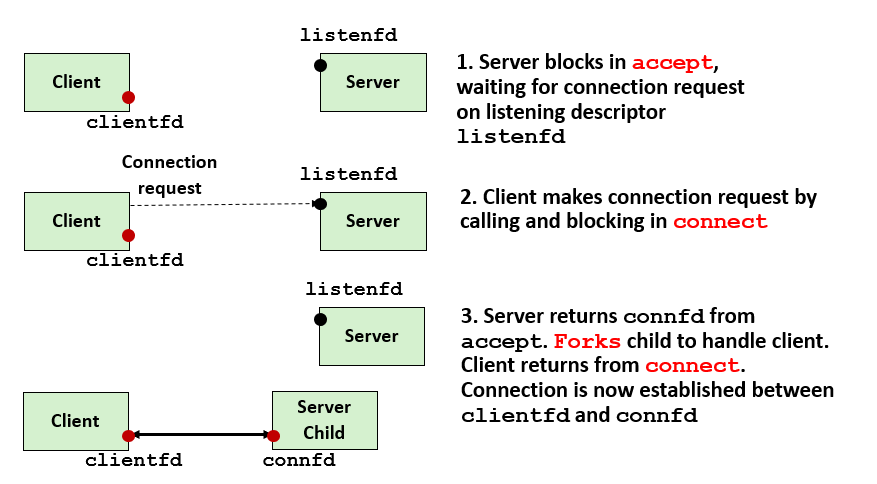 listenfd
Client
Server
clientfd
1. Server blocks in accept,
waiting for connection request
on listening descriptor
listenfd
Connection
request
listenfd
Client
Server
clientfd
2. Client makes connection request by
calling and blocking in connect
listenfd
Server
3. Server returns connfd from
accept. Forks child to handle client.
Client returns from connect.
Connection is now established between
clientfd and connfd
Client
Server
Child
clientfd
connfd